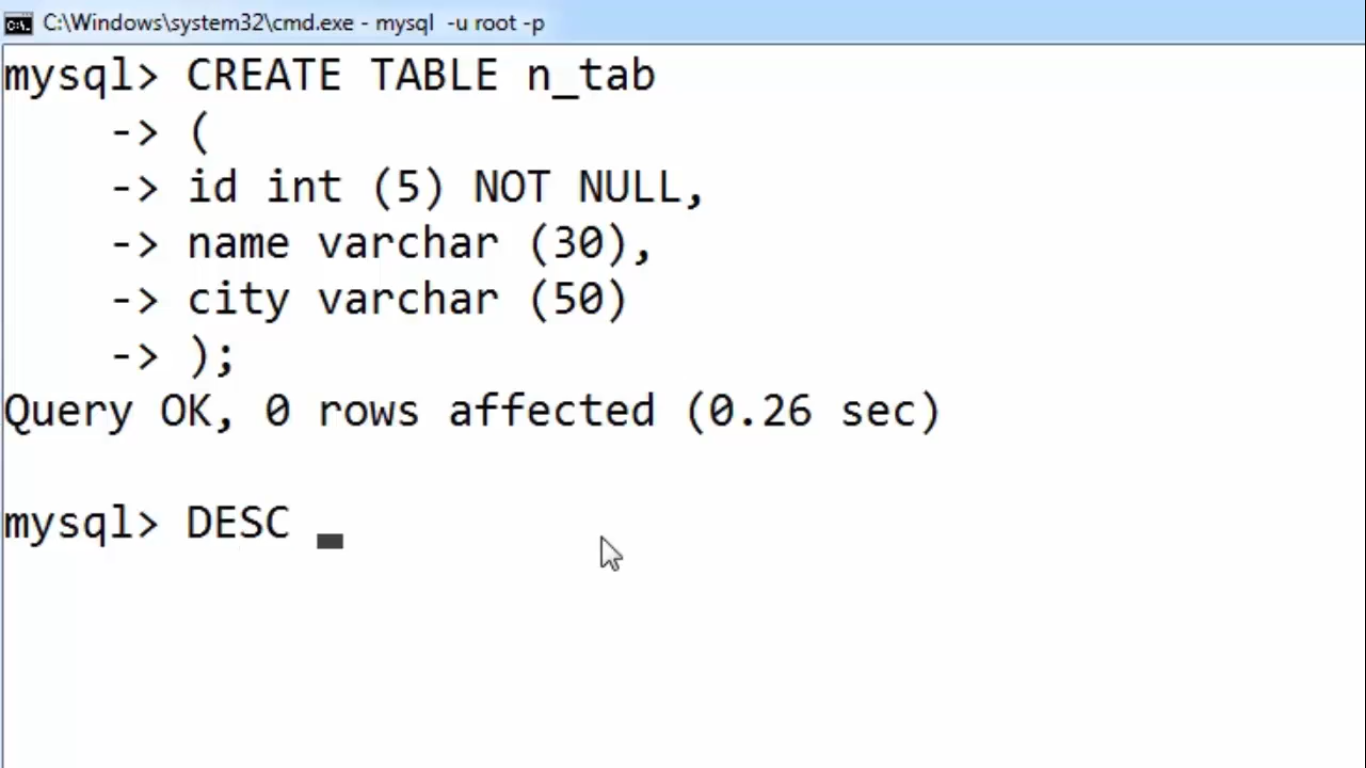 C:\Windows\system32\cmd.exe - mysql  -u root -p
mysql> CREATE TABLE n_tab
    -> (
    -> id int (5) NOT NULL,
    -> name varchar (30),
    -> city varchar (50)
    -> );
Query OK, 0 rows affected (0.26 sec)
mysql> DESC